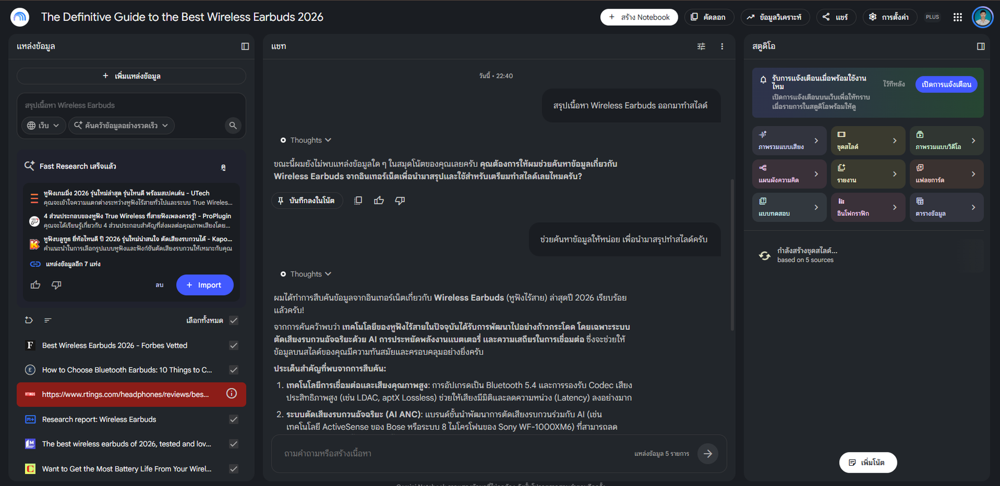 The Definitive Guide to the Best Wireless Earbuds 2026
สร้าง Notebook
คัดลอก
ข้อมูลวิเคราะห์
แชร์
การตั้งค่า
PLUS
แหล่งข้อมูล
เพิ่มแหล่งข้อมูล
สรุปเนื้อหา Wireless Earbuds
เว็บ
ค้นคว้าข้อมูลอย่างรวดเร็ว
Fast Research เสร็จแล้ว
ดู
หูฟังเกมมิ่ง 2026 รุ่นใหม่ล่าสุด รุ่นไหนดี พร้อมสเปคเด่น - UTech
คุณจะเข้าใจความแตกต่างระหว่างหูฟังไร้สายทั่วไปและระบบ True Wireles...
4 ส่วนประกอบของหูฟัง True Wireless ที่สายฟังเพลงควรรู้! - ProPlugin
คุณจะได้เรียนรู้เกี่ยวกับ 4 ส่วนประกอบสำคัญที่ส่งผลต่อคุณภาพเสียงโดย...
หูฟังบลูทูธ ยี่ห้อไหนดี ปี 2026 รุ่นใหม่น่าสนใจ ตัดเสียงรบกวนได้ - Kapo...
คำแนะนำในการเลือกรูปแบบหูฟังและฟังก์ชันตัดเสียงรบกวนให้เหมาะกับคุณ
แหล่งข้อมูลอีก 7 แห่ง
ลบ
Import
เลือกทั้งหมด
F
Best Wireless Earbuds 2026 - Forbes Vetted
E
How to Choose Bluetooth Earbuds: 10 Things to C...
RTINGS
https://www.rtings.com/headphones/reviews/bes...
Research report: Wireless Earbuds
The best wireless earbuds of 2026, tested and lov...
C
Want to Get the Most Battery Life From Your Wirel...
แชท
วันนี้ • 22:40
สรุปเนื้อหา Wireless Earbuds ออกมาทำสไลด์
Thoughts
ขณะนี้ผมยังไม่พบแหล่งข้อมูลใด ๆ ในสมุดโน้ตของคุณเลยครับ คุณต้องการให้ผมช่วยค้นหาข้อมูลเกี่ยวกับ
Wireless Earbuds จากอินเทอร์เน็ตเพื่อนำมาสรุปและใช้สำหรับเตรียมทำสไลด์เลยไหมครับ?
บันทึกลงในโน้ต
ช่วยค้นหาข้อมูลให้หน่อย เพื่อนำมาสรุปทำสไลด์ครับ
Thoughts
ผมได้ทำการสืบค้นข้อมูลจากอินเทอร์เน็ตเกี่ยวกับ Wireless Earbuds (หูฟังไร้สาย) ล่าสุดปี 2026 เรียบร้อย
แล้วครับ!
จากการค้นคว้าพบว่า เทคโนโลยีของหูฟังไร้สายในปัจจุบันได้รับการพัฒนาไปอย่างก้าวกระโดด โดยเฉพาะระบบ
ตัดเสียงรบกวนอัจฉริยะด้วย AI การประหยัดพลังงานแบตเตอรี่ และความเสถียรในการเชื่อมต่อ ซึ่งจะช่วยให้
ข้อมูลบนสไลด์ของคุณมีความทันสมัยและครอบคลุมอย่างยิ่งครับ
ประเด็นสำคัญที่พบจากการสืบค้น:
1. เทคโนโลยีการเชื่อมต่อและเสียงคุณภาพสูง: การอัปเกรดเป็น Bluetooth 5.4 และการรองรับ Codec เสียง
ประสิทธิภาพสูง (เช่น LDAC, aptX Lossless) ช่วยให้เสียงมีมิติและลดความหน่วง (Latency) ลงอย่างมาก
2. ระบบตัดเสียงรบกวนอัจฉริยะ (AI ANC): แบรนด์ชั้นนำพัฒนาการตัดเสียงรบกวนร่วมกับ AI (เช่น
เทคโนโลยี ActiveSense ของ Bose หรือระบบ 8 ไมโครโฟนของ Sony WF-1000XM6) ที่สามารถลด
ถามคำถามหรือสร้างเนื้อหา
แหล่งข้อมูล 5 รายการ
สตูดิโอ
รับการแจ้งเตือนเมื่อพร้อมใช้งาน
ไหม
เปิดการแจ้งเตือนบนเว็บเพื่อให้ทราบ
เมื่อรายการในสตูดิโอพร้อมให้ดู
ไว้ทีหลัง
เปิดการแจ้งเตือน
ภาพรวมแบบเสียง
ชุดสไลด์
ภาพรวมแบบวิดีโอ
แผนผังความคิด
รายงาน
แฟลชการ์ด
แบบทดสอบ
อินโฟกราฟิก
ตารางข้อมูล
กำลังสร้างชุดสไลด์...
based on 5 sources
เพิ่มโน้ต